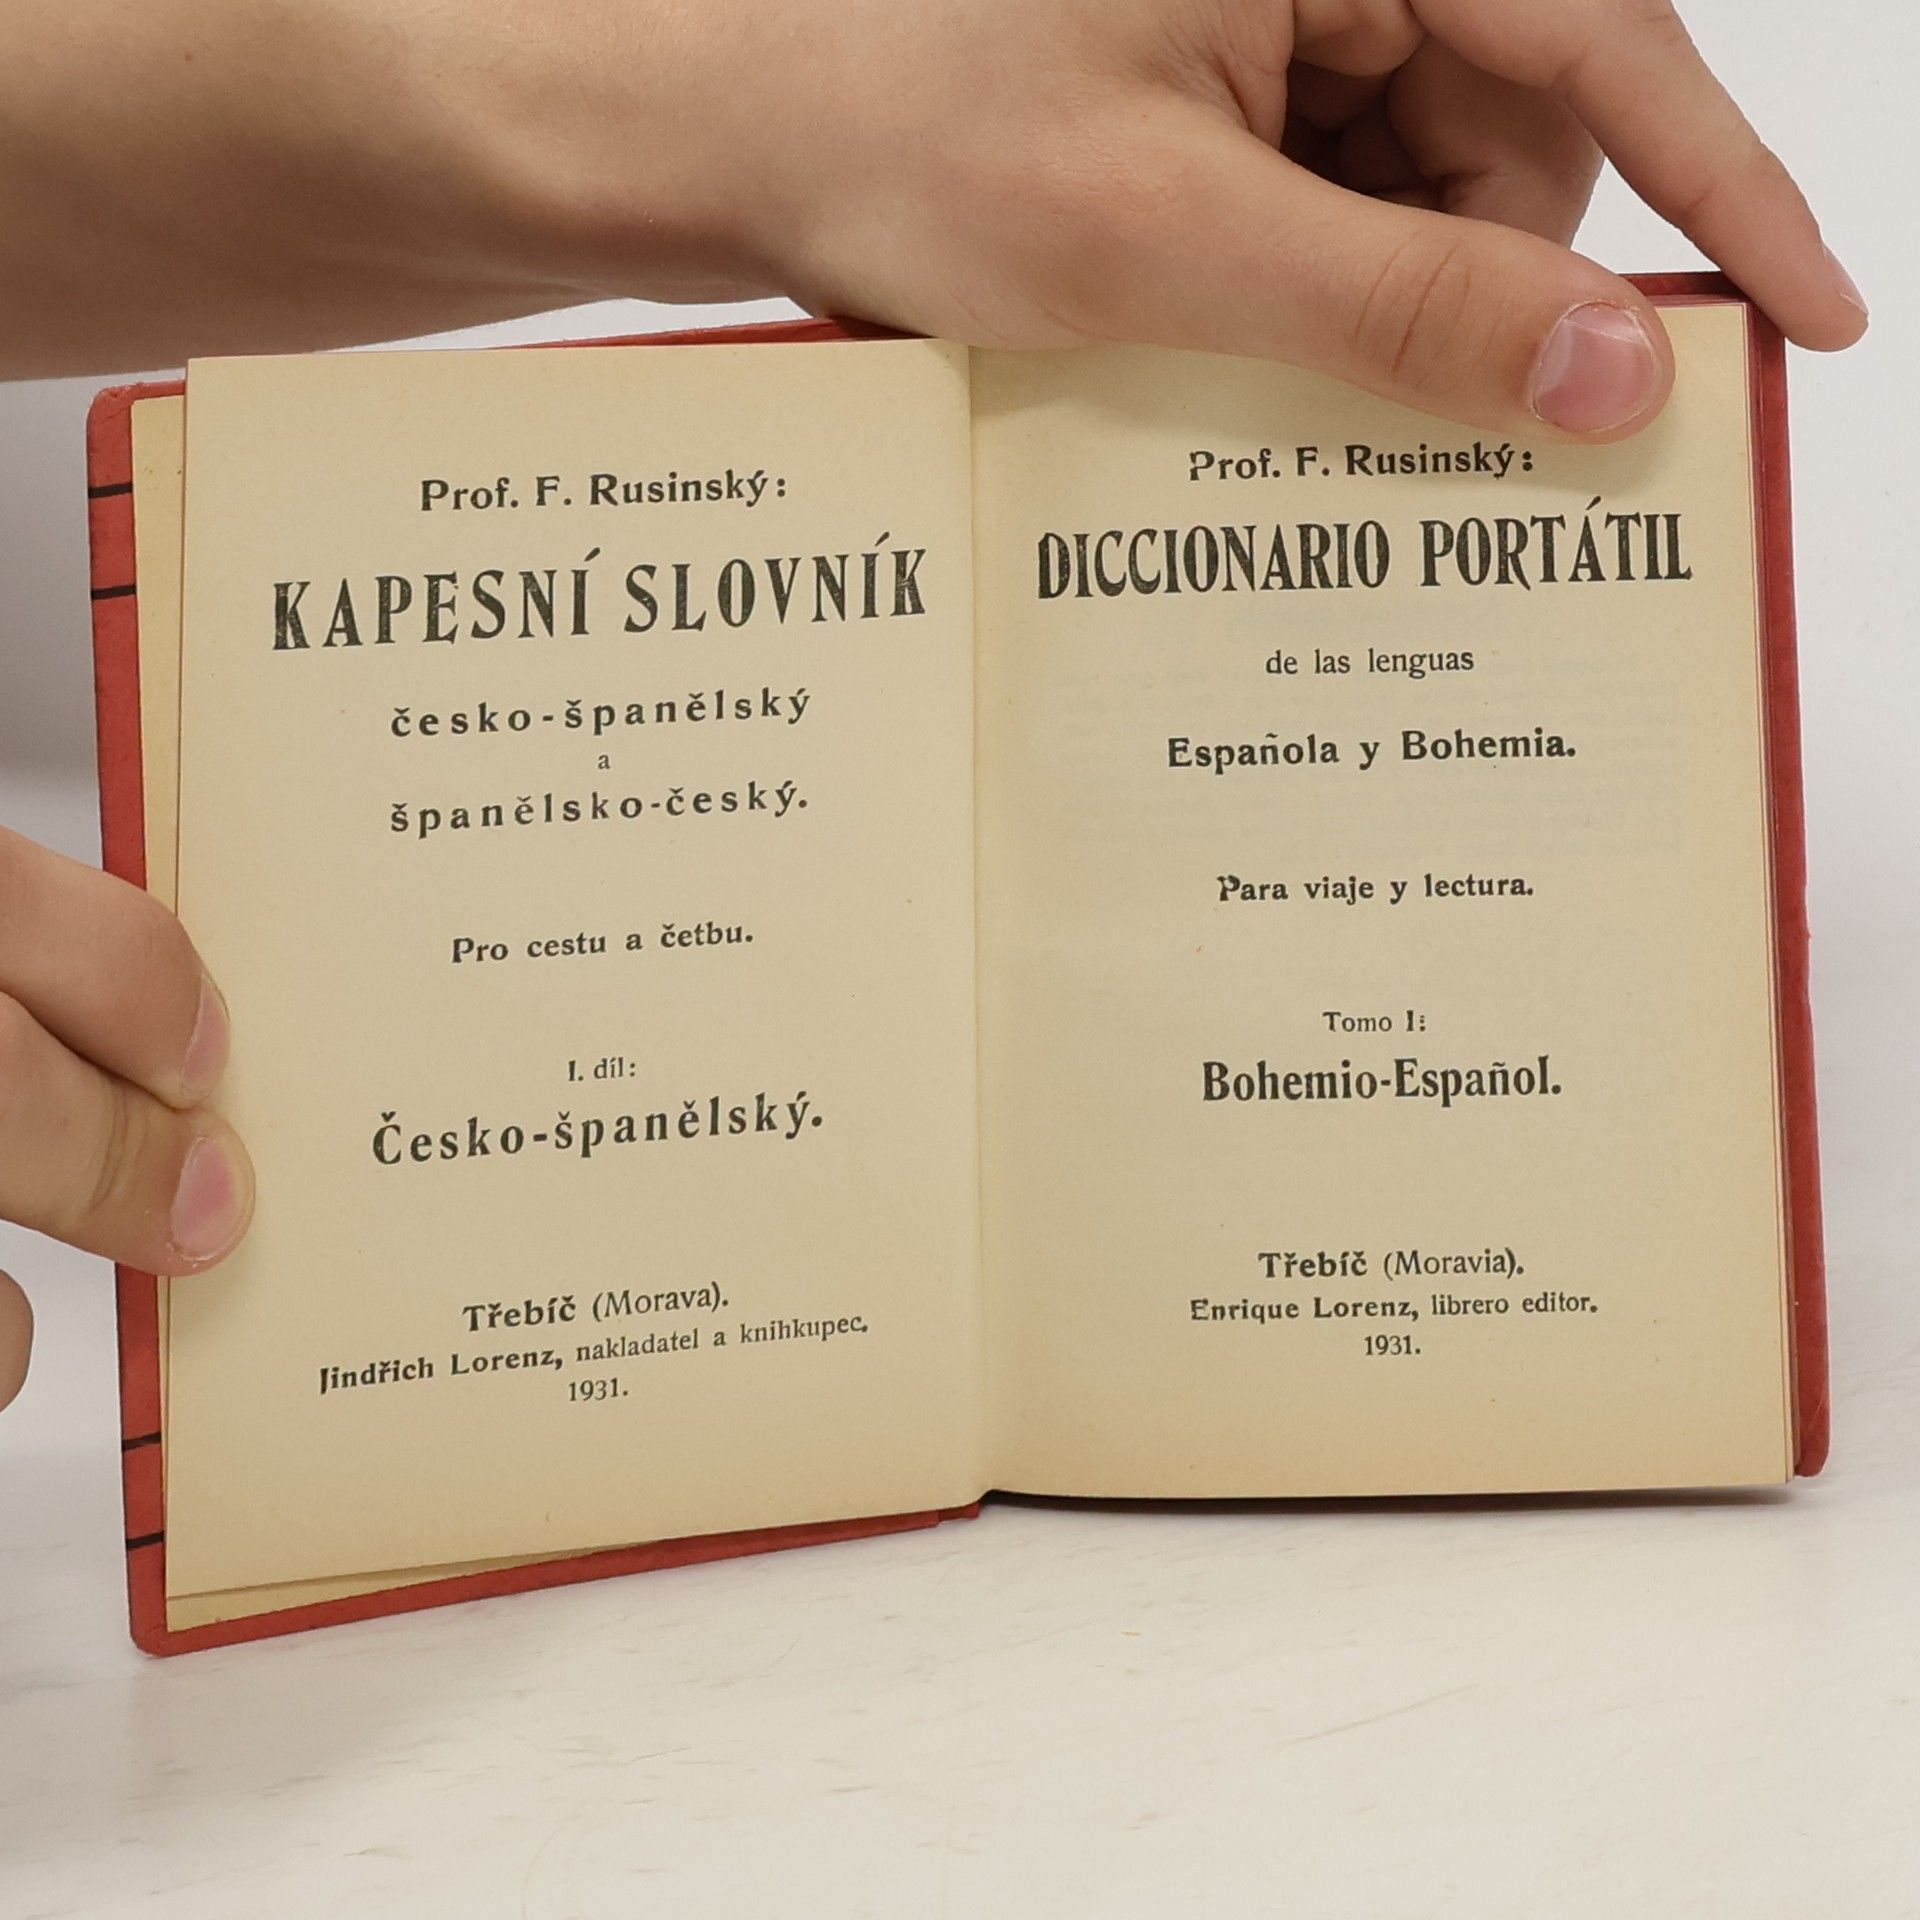 Prof. F. Rusinský:
KAPESNÍ SLOVNÍK
česko-španělský
a
španělsko-český.
Pro cestu a četbu.
I. díl:
Česko-španělský.
Třebíč (Morava).
Jindřich Lorenz, nakladatel a knihkupec.
1931.
Prof. F. Rusinský:
DICCIONARIO PORTÁTIL
de las lenguas
Española y Bohemia.
Para viaje y lectura.
Tomo I:
Bohemio-Español.
Třebíč (Moravia).
Enrique Lorenz, librero editor.
1931.